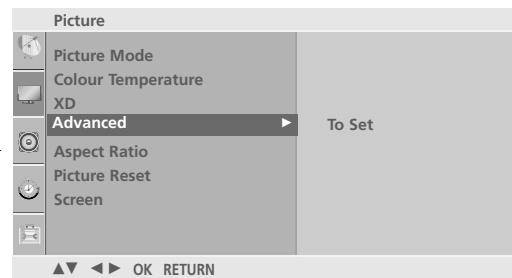 Picture
Picture Mode
Colour Temperature
XD
Advanced ► To Set
Aspect Ratio
Picture Reset
Screen
▲▼ ◄► OK RETURN